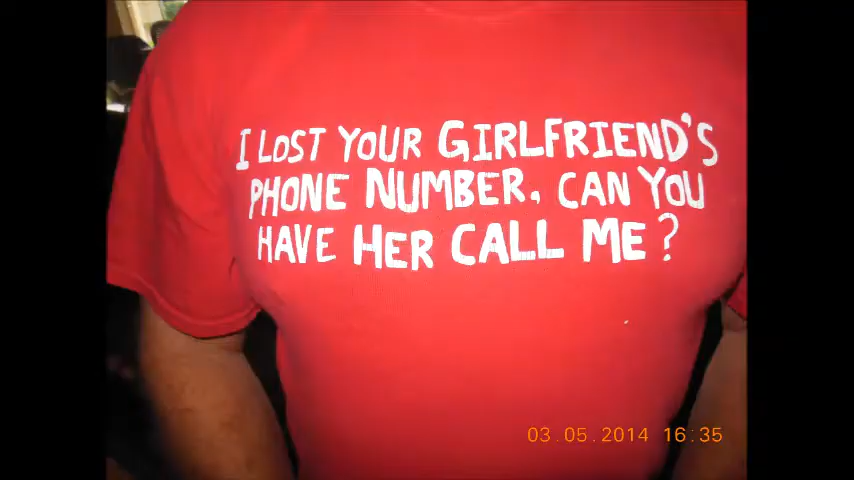 I LOST YOUR GIRLFRIEND'S
PHONE NUMBER. CAN YOU
HAVE HER CALL ME?
03.05.2014 16:35